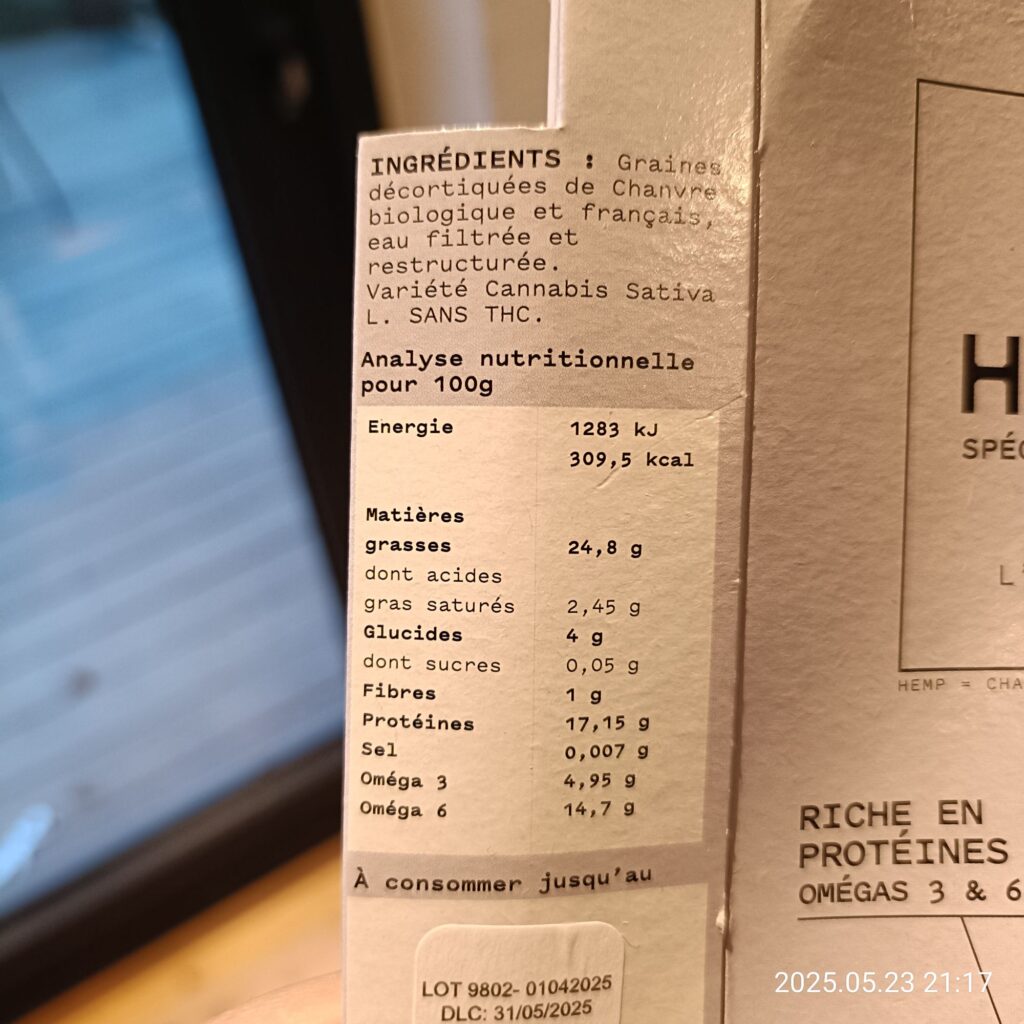 INGRÉDIENTS : Graines
décortiquées de Chanvre
biologique et français,
eau filtrée et
restructurée.
Variété Cannabis Sativa
L. SANS THC.
Analyse nutritionnelle
pour 100g
Energie 1283 kJ
309,5 kcal
Matières
grasses 24,8 g
dont acides
gras saturés 2,45 g
Glucides 4 g
dont sucres 0,05 g
Fibres 1 g
Protéines 17,15 g
Sel 0,007 g
Oméga 3 4,95 g
Oméga 6 14,7 g
À consommer jusqu'au
LOT 9802- 01042025
DLC: 31/05/2025
H
SPÉC
L'
HEMP = CHA
RICHE EN
PROTÉINES
OMÉGAS 3 & 6
2025.05.23 21:17